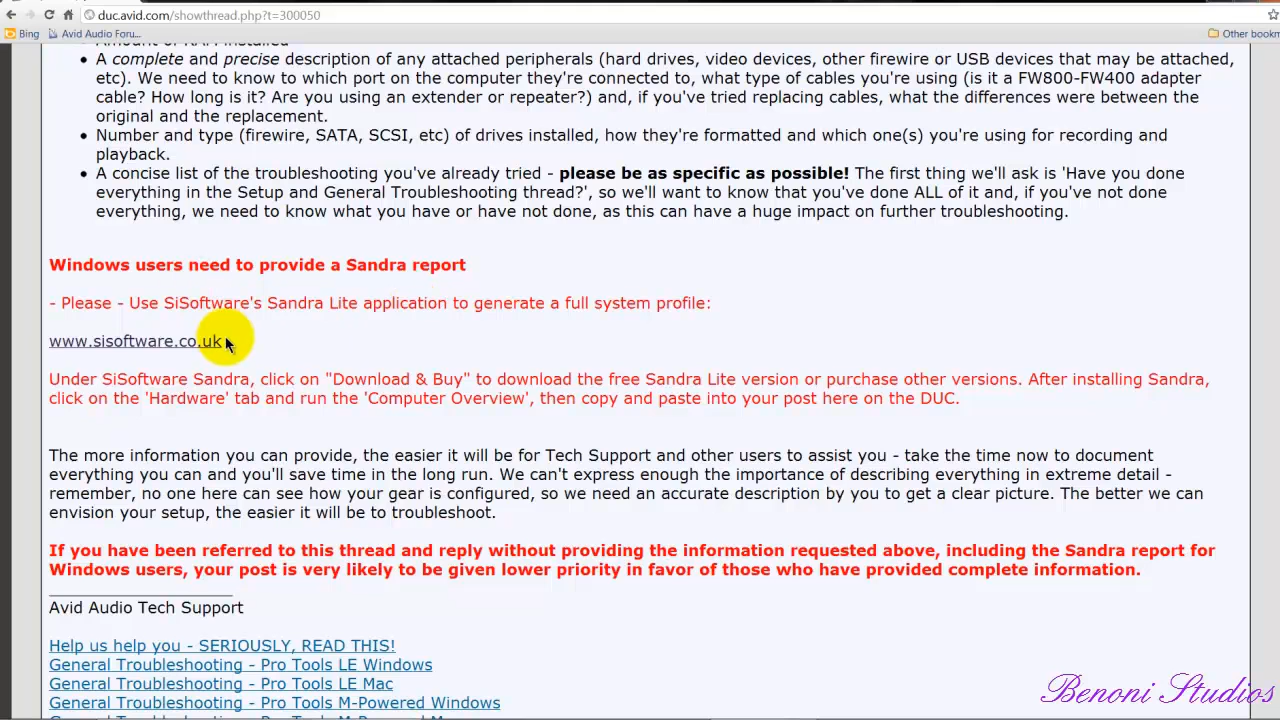 duc.avid.com/showthread.php?t=300050
Bing Avid Audio Foru... Other bookm
Amount of RAM installed
• A complete and precise description of any attached peripherals (hard drives, video devices, other firewire or USB devices that may be attached,
etc). We need to know to which port on the computer they're connected to, what type of cables you're using (is it a FW800-FW400 adapter
cable? How long is it? Are you using an extender or repeater?) and, if you've tried replacing cables, what the differences were between the
original and the replacement.
• Number and type (firewire, SATA, SCSI, etc) of drives installed, how they're formatted and which one(s) you're using for recording and
playback.
• A concise list of the troubleshooting you've already tried - please be as specific as possible! The first thing we'll ask is 'Have you done
everything in the Setup and General Troubleshooting thread?', so we'll want to know that you've done ALL of it and, if you've not done
everything, we need to know what you have or have not done, as this can have a huge impact on further troubleshooting.
Windows users need to provide a Sandra report
- Please - Use SiSoftware's Sandra Lite application to generate a full system profile:
www.sisoftware.co.uk
Under SiSoftware Sandra, click on "Download & Buy" to download the free Sandra Lite version or purchase other versions. After installing Sandra,
click on the 'Hardware' tab and run the 'Computer Overview', then copy and paste into your post here on the DUC.
The more information you can provide, the easier it will be for Tech Support and other users to assist you - take the time now to document
everything you can and you'll save time in the long run. We can't express enough the importance of describing everything in extreme detail -
remember, no one here can see how your gear is configured, so we need an accurate description by you to get a clear picture. The better we can
envision your setup, the easier it will be to troubleshoot.
If you have been referred to this thread and reply without providing the information requested above, including the Sandra report for
Windows users, your post is very likely to be given lower priority in favor of those who have provided complete information.
Avid Audio Tech Support
Help us help you - SERIOUSLY, READ THIS!
General Troubleshooting - Pro Tools LE Windows
General Troubleshooting - Pro Tools LE Mac
General Troubleshooting - Pro Tools M-Powered Windows
Benoni Studios